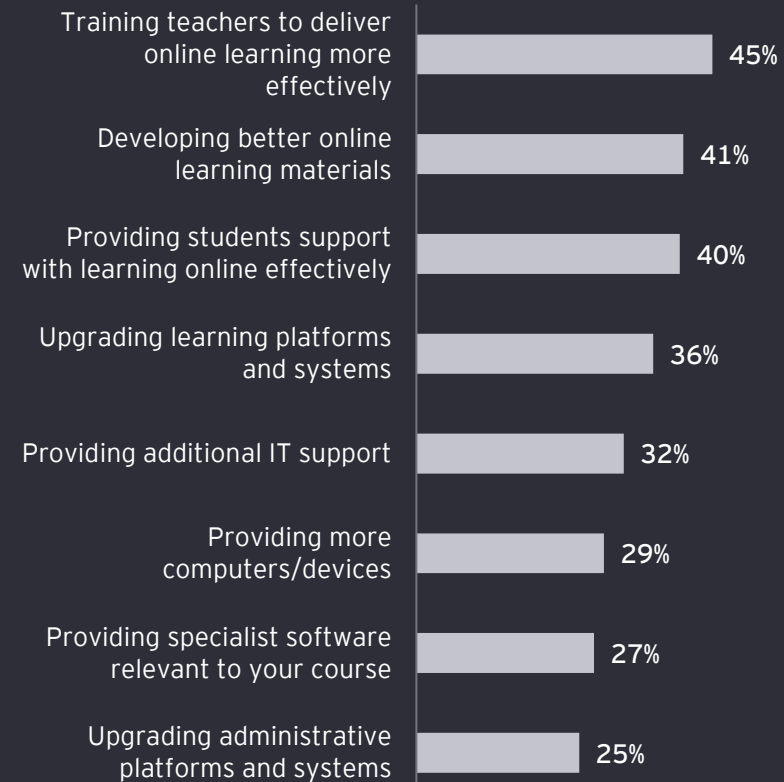 Training teachers to deliver
online learning more
effectively
45%
Developing better online
learning materials
41%
Providing students support
with learning online effectively
40%
Upgrading learning platforms
and systems
36%
Providing additional IT support
32%
Providing more
computers/devices
29%
Providing specialist software
relevant to your course
27%
Upgrading administrative
platforms and systems
25%